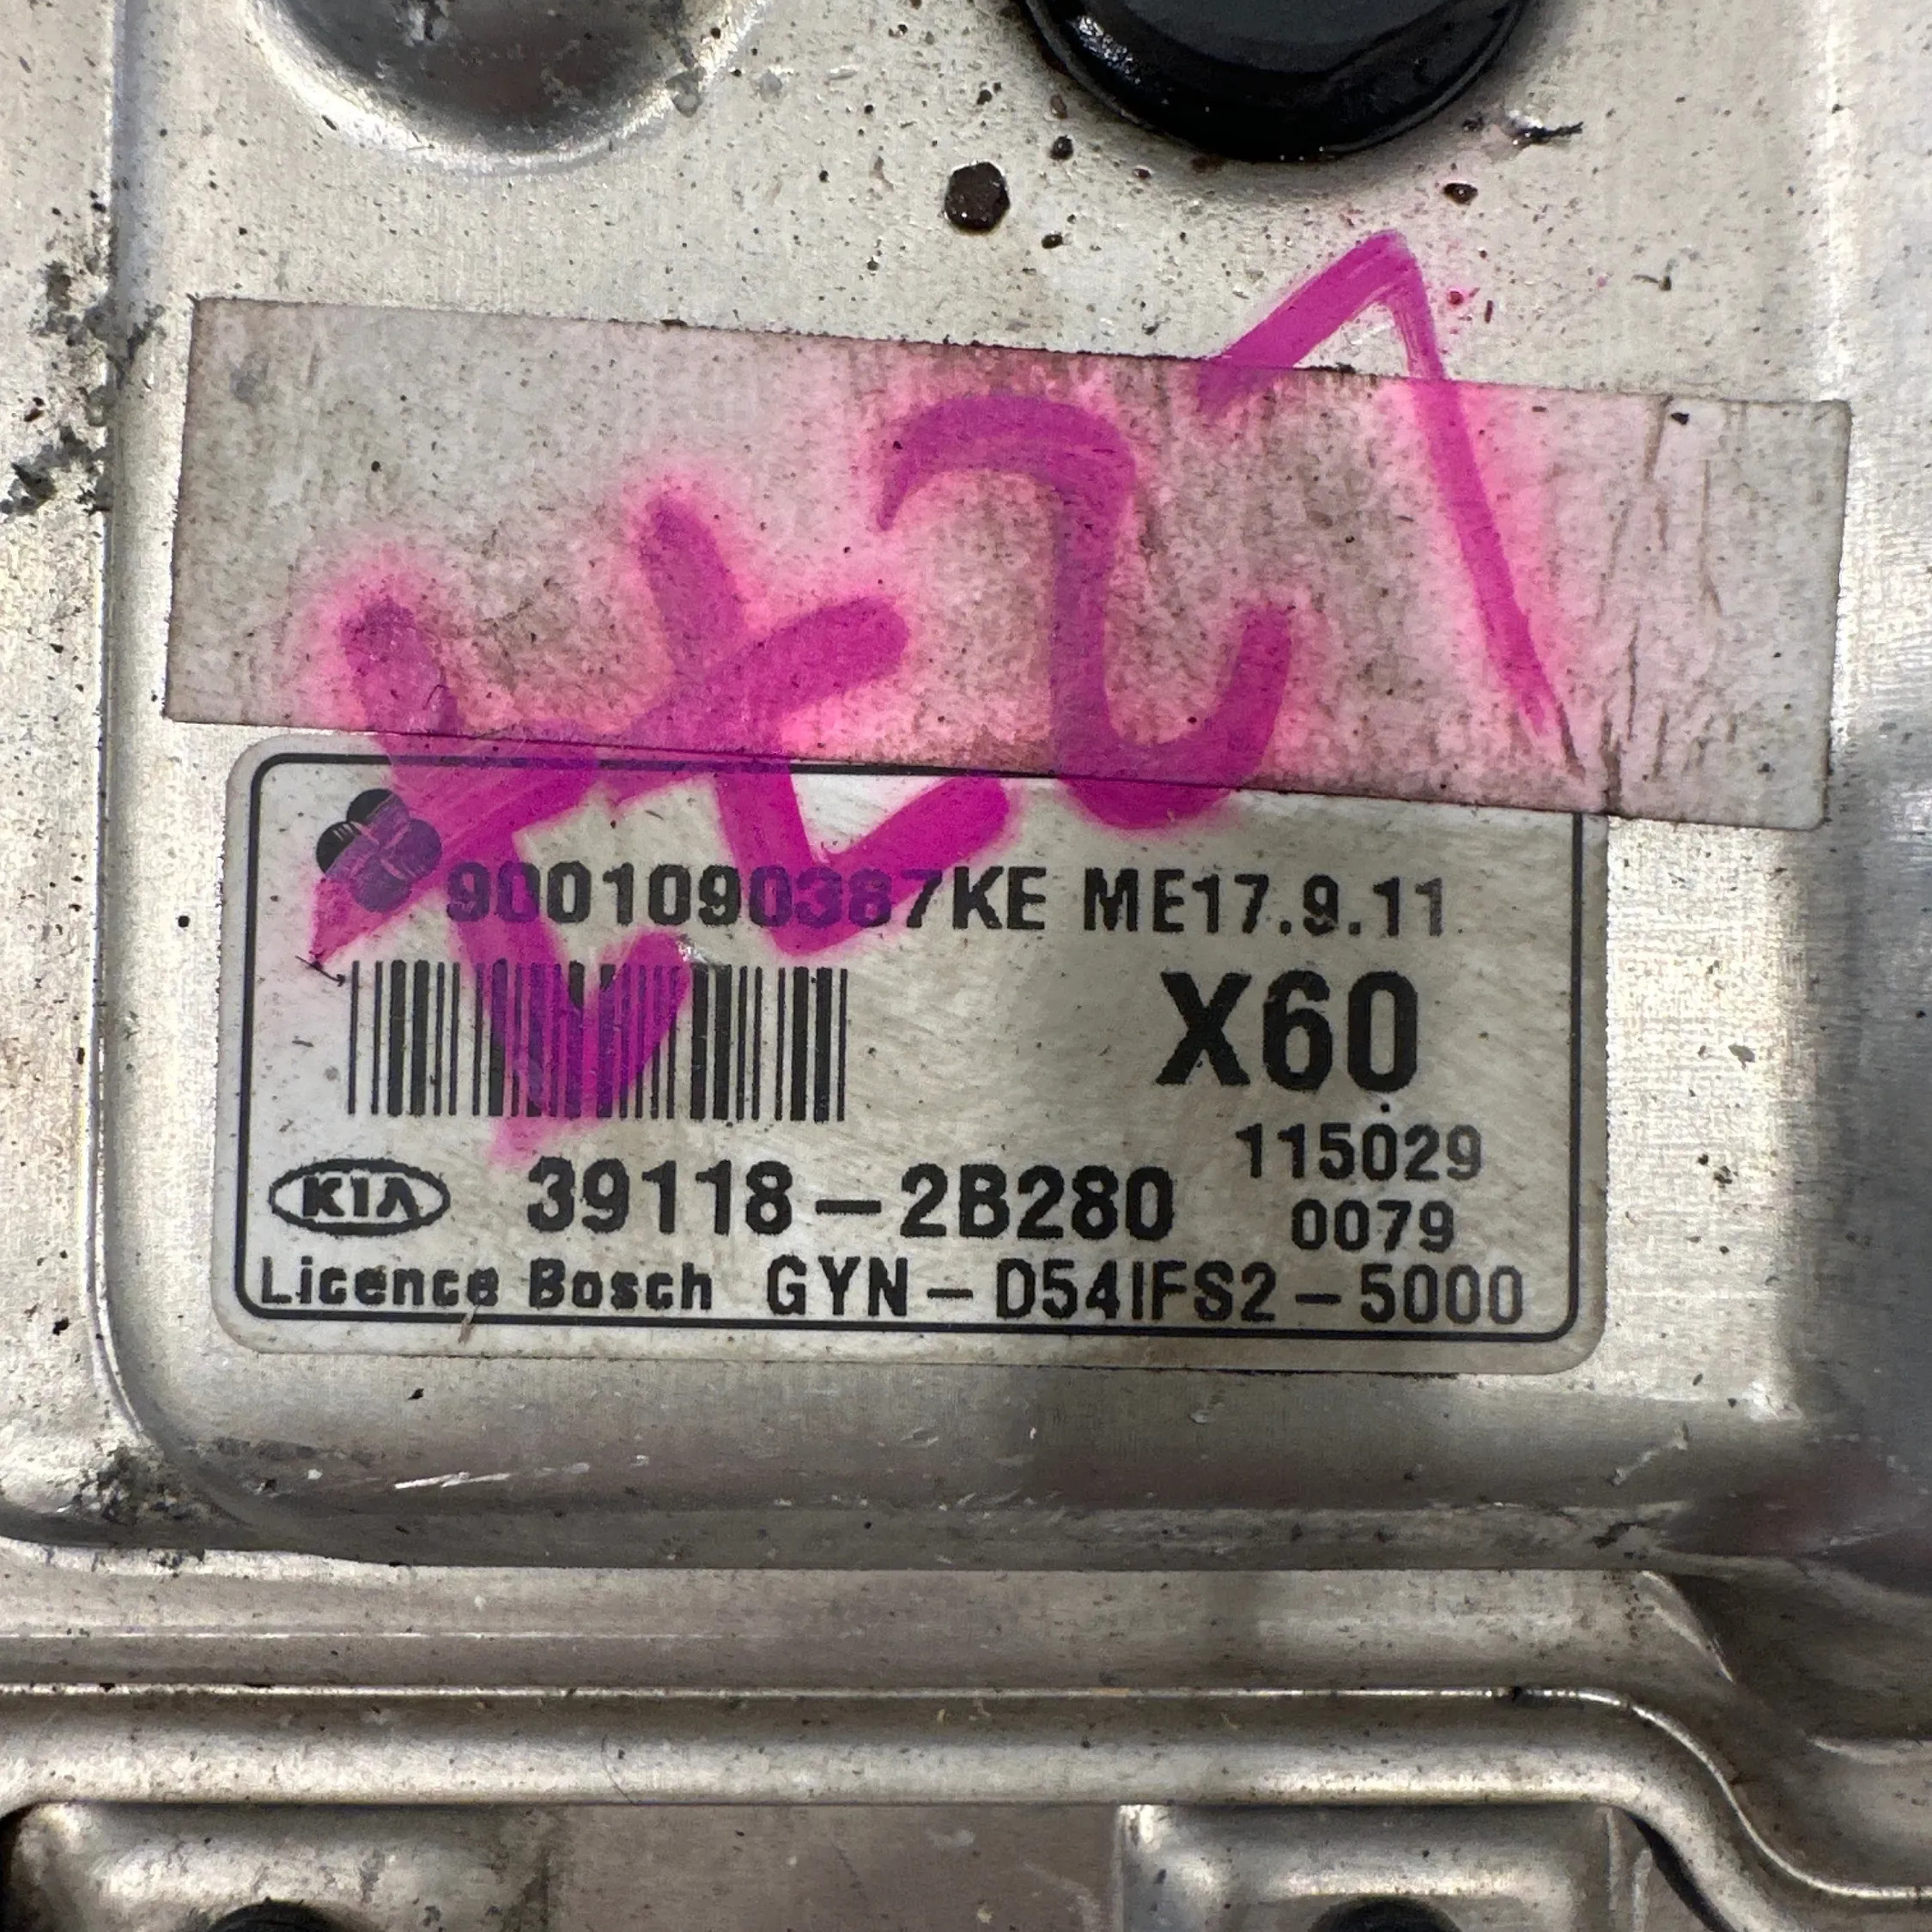 9001090387KE ME17.9.11
X60
115029
KIA 39118-2B280
0079
Licence Bosch GYN-D54IFS2-5000